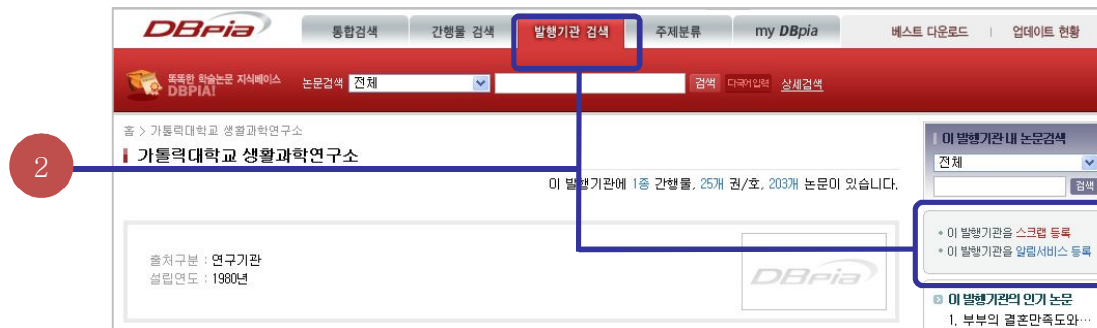 DBpia 통합검색 간행물 검색 발행기관 검색 주제분류 my DBpia 베스트 다운로드 | 업데이트 현황
똑똑한 학술논문 지식베이스
DBPIA!
논문검색 전체 검색 다국어입력 상세검색
홈 > 가톨릭대학교 생활과학연구소
가톨릭대학교 생활과학연구소
이 발행기관에 1종 간행물, 25개 권/호, 203개 논문이 있습니다.
출처구분 : 연구기관
설립연도 : 1980년
DBpia
이 발행기관 내 논문검색
전체
검색
• 이 발행기관을 스크랩 등록
• 이 발행기관을 알림서비스 등록
이 발행기관의 인기 논문
1. 부부의 결혼만족도와…
2